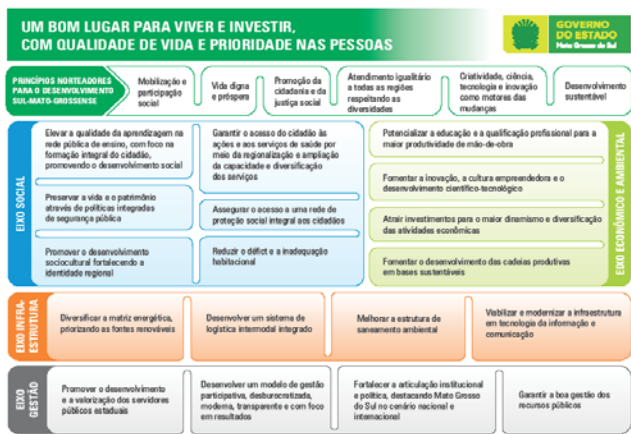 UM BOM LUGAR PARA VIVER E INVESTIR,
COM QUALIDADE DE VIDA E PRIORIDADE NAS PESSOAS
GOVERNO
DO ESTADO
Mato Grosso do Sul
PRINCÍPIOS NORTEADORES
PARA O DESENVOLVIMENTO
SUL-MATO-GROSSENSE
Mobilização e
participação
social
Vida digna
e próspera
Promoção da
cidadania e da
justiça social
Atendimento igualitário
a todas as regiões
respeitando as
diversidades
Criatividade, ciência,
tecnologia e inovação
como motores das
mudanças
Desenvolvimento
sustentável
EIXO SOCIAL
Elevar a qualidade da aprendizagem na
rede pública de ensino, com foco na
formação integral do cidadão,
promovendo o desenvolvimento social
Garantir o acesso do cidadão às
ações e aos serviços de saúde por
meio da regionalização e ampliação
da capacidade e diversificação
dos serviços
Preservar a vida e o patrimônio
através de políticas integradas
de segurança pública
Assegurar o acesso a uma rede de
proteção social integral aos cidadãos
Promover o desenvolvimento
sociocultural fortalecendo a
identidade regional
Reduzir o déficit e a inadequação
habitacional
Potencializar a educação e a qualificação profissional para a
maior produtividade de mão-de-obra
Fomentar a inovação, a cultura empreendedora e o
desenvolvimento científico-tecnológico
Atrair investimentos para o maior dinamismo e diversificação
das atividades econômicas
Fomentar o desenvolvimento das cadeias produtivas
em bases sustentáveis
EIXO ECONÔMICO E AMBIENTAL
EIXO INFRA-
ESTRUTURA
Diversificar a matriz energética,
priorizando as fontes renováveis
Desenvolver um sistema de
logística intermodal integrado
Melhorar a estrutura de
saneamento ambiental
Viabilizar e modernizar a infraestrutura
em tecnologia da informação e
comunicação
EIXO
GESTÃO
Promover o desenvolvimento
e a valorização dos servidores
públicos estaduais
Desenvolver um modelo de gestão
participativa, desburocratizada,
moderna, transparente e com foco
em resultados
Fortalecer a articulação institucional
e política, destacando Mato Grosso
do Sul no cenário nacional e
internacional
Garantir a boa gestão dos
recursos públicos